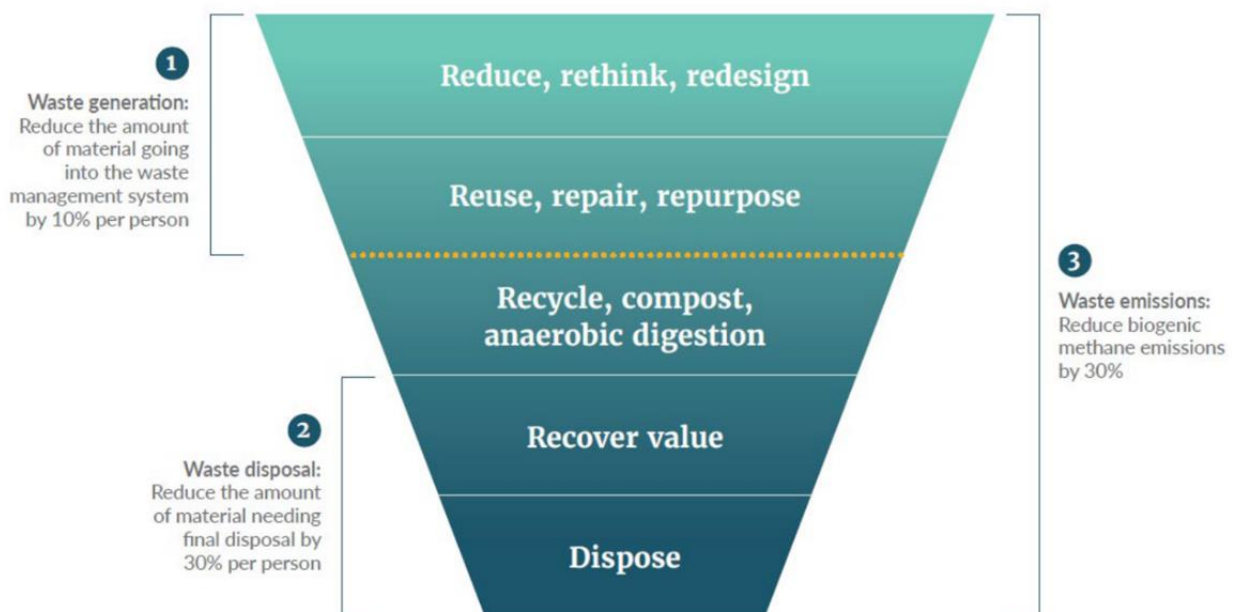 1
Waste generation:
Reduce the amount
of material going
into the waste
management system
by 10% per person
Reduce, rethink, redesign
Reuse, repair, repurpose
Recycle, compost,
anaerobic digestion
Recover value
Dispose
2
Waste disposal:
Reduce the amount
of material needing
final disposal by
30% per person
3
Waste emissions:
Reduce biogenic
methane emissions
by 30%